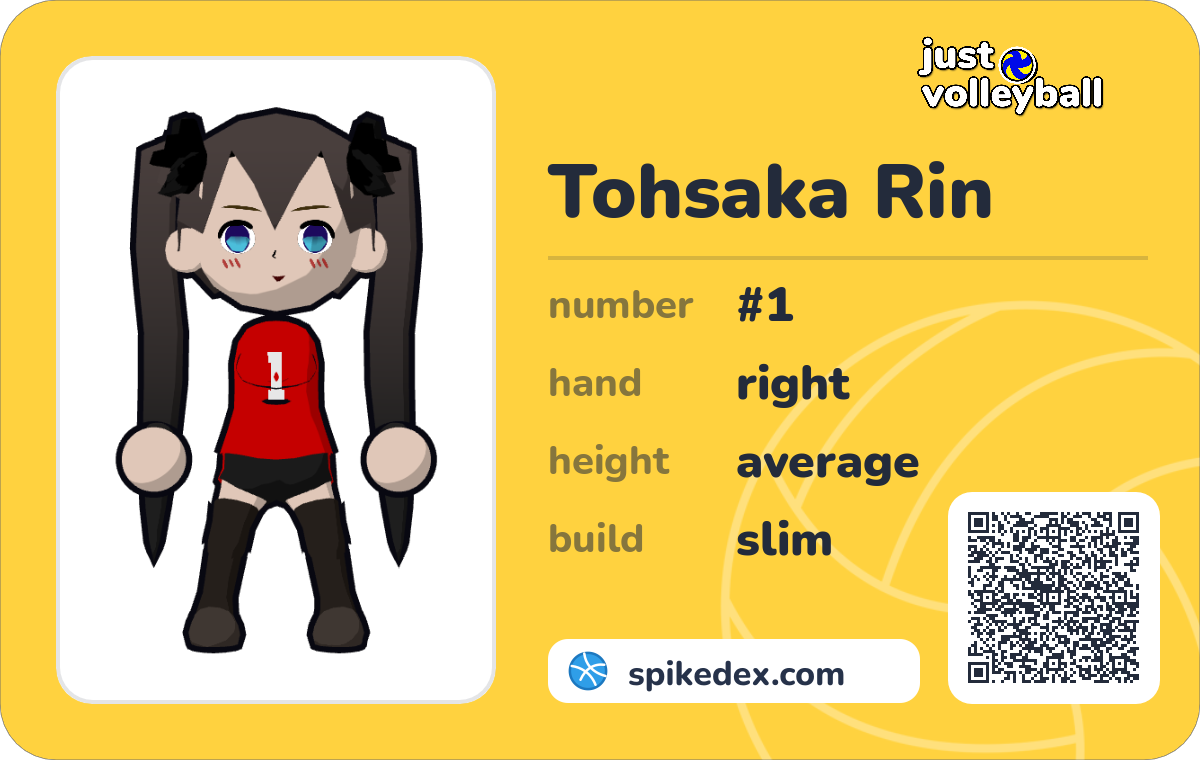 just
volleyball
Tohsaka Rin
number #1
hand right
height average
build slim
1
spikedex.com